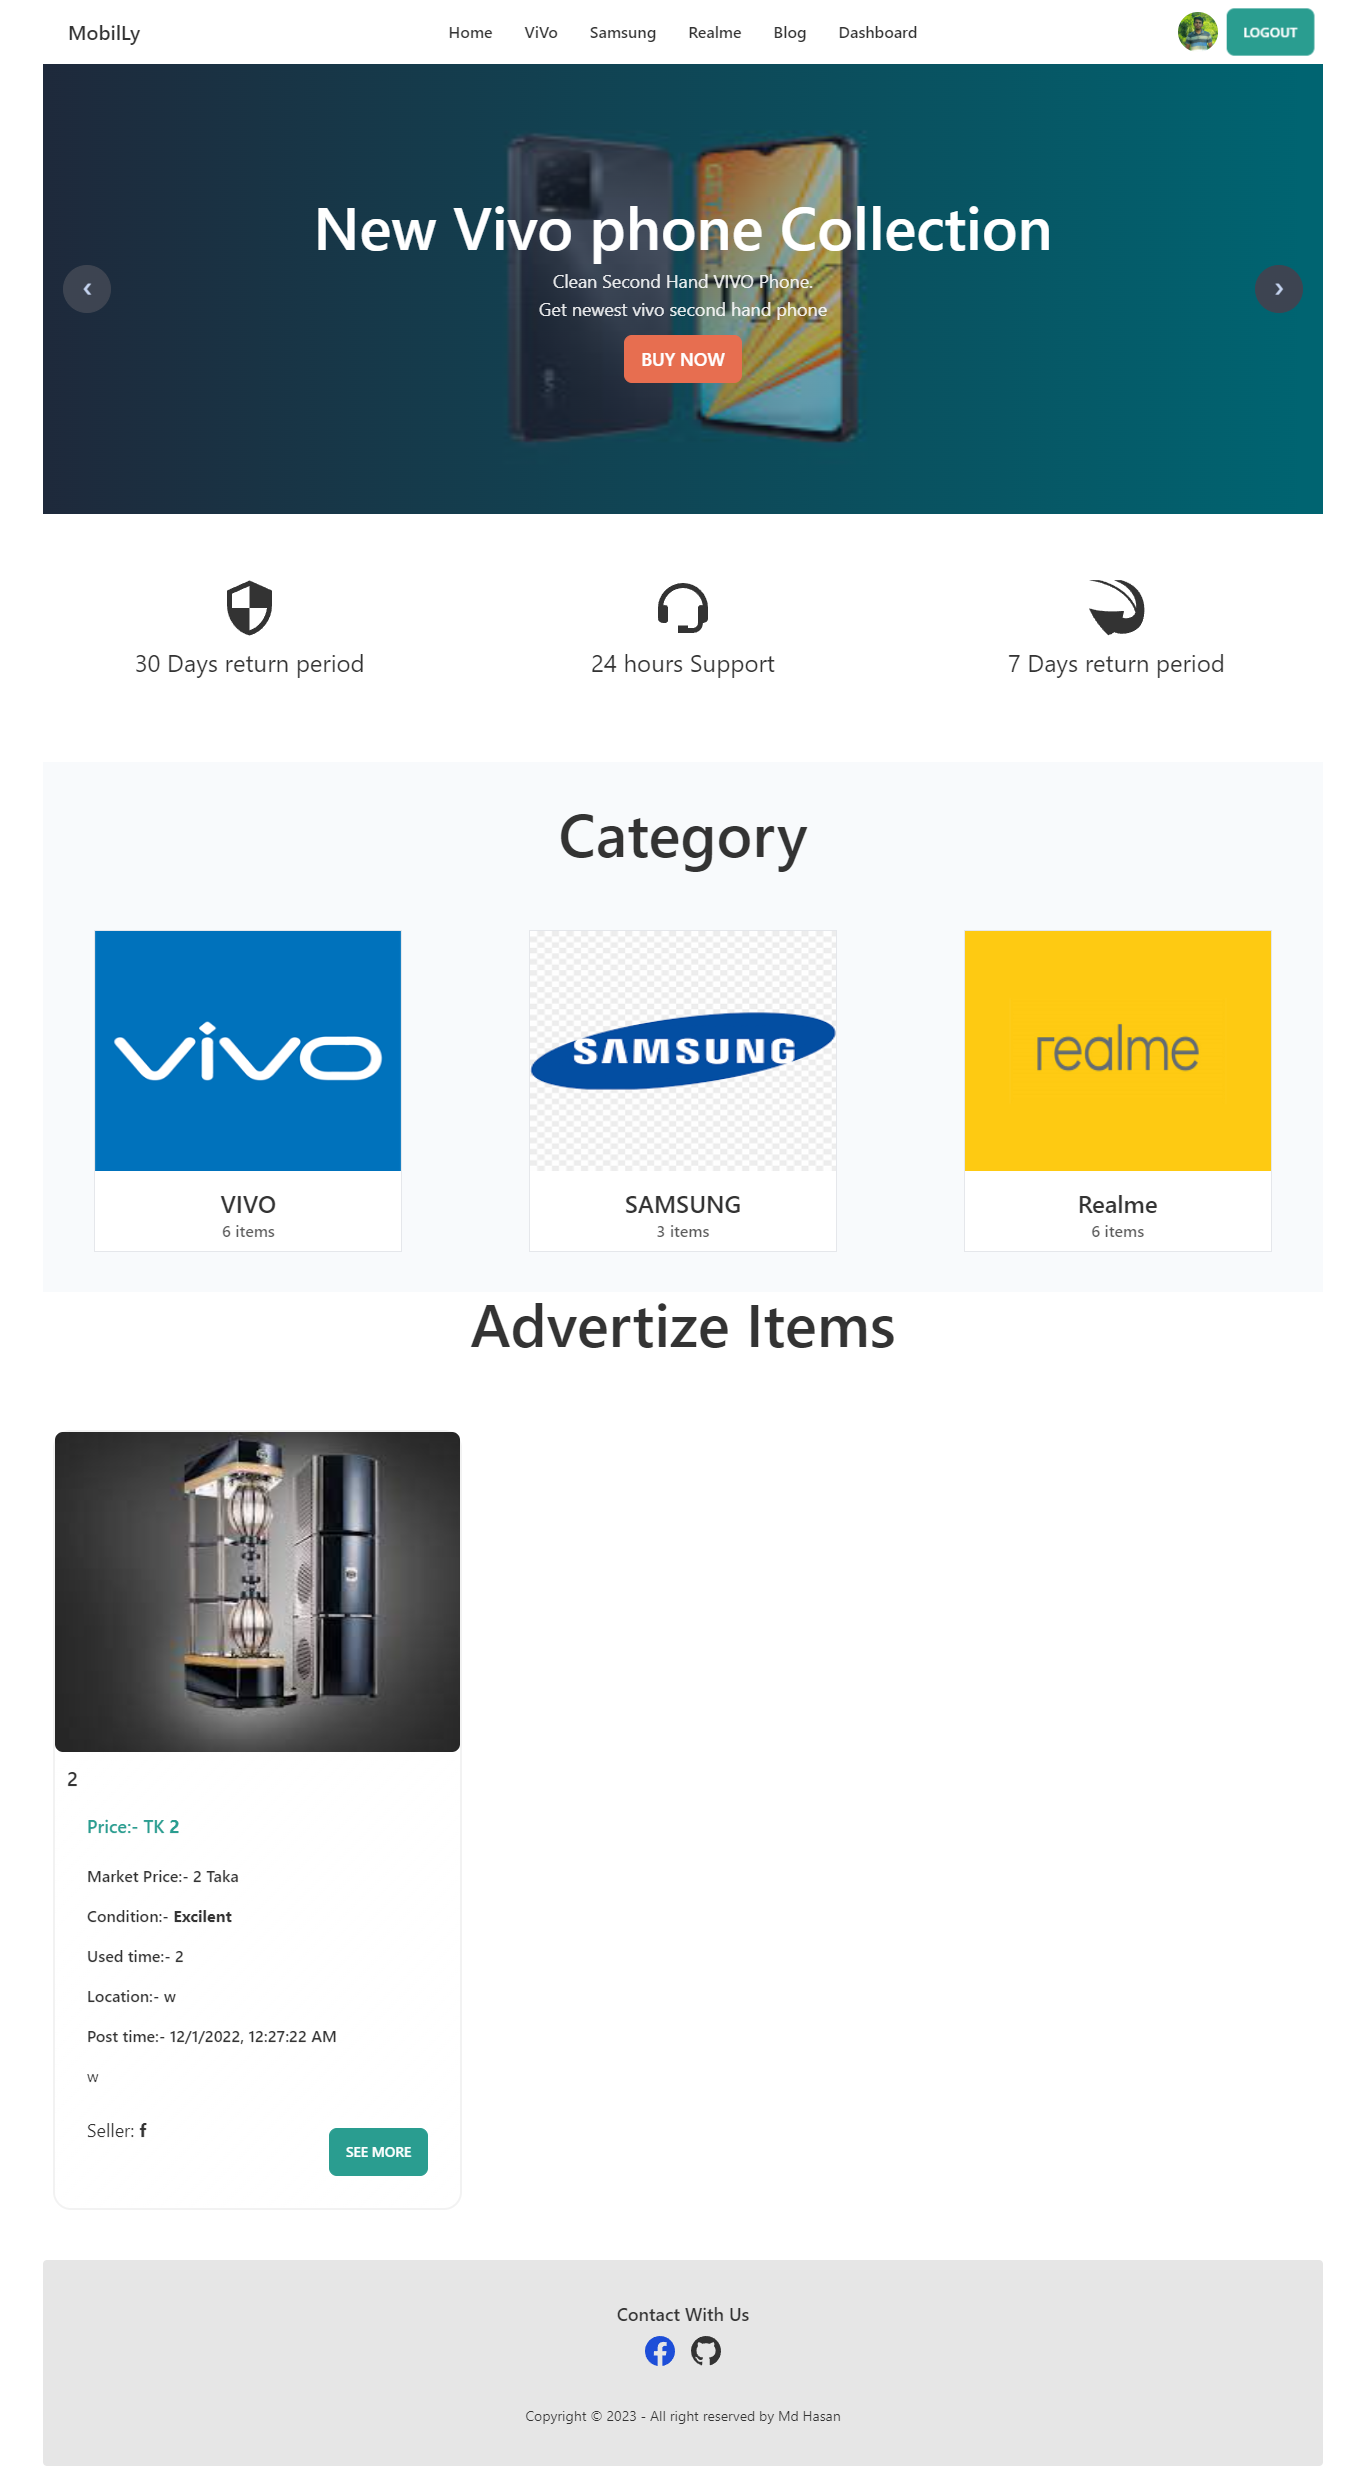 MobilLy
Home
ViVo
Samsung
Realme
Blog
Dashboard
LOGOUT
New Vivo phone Collection
Clean Second Hand VIVO Phone.
Get newest vivo second hand phone
❮
❯
BUY NOW
30 Days return period
24 hours Support
7 Days return period
Category
vivo
SAMSUNG
realme
VIVO
6 items
SAMSUNG
3 items
Realme
6 items
Advertize Items
2
Price:- TK 2
Market Price:- 2 Taka
Condition:- Excilent
Used time:- 2
Location:- w
Post time:- 12/1/2022, 12:27:22 AM
w
Seller: f
SEE MORE
Contact With Us
Copyright © 2023 - All right reserved by Md Hasan